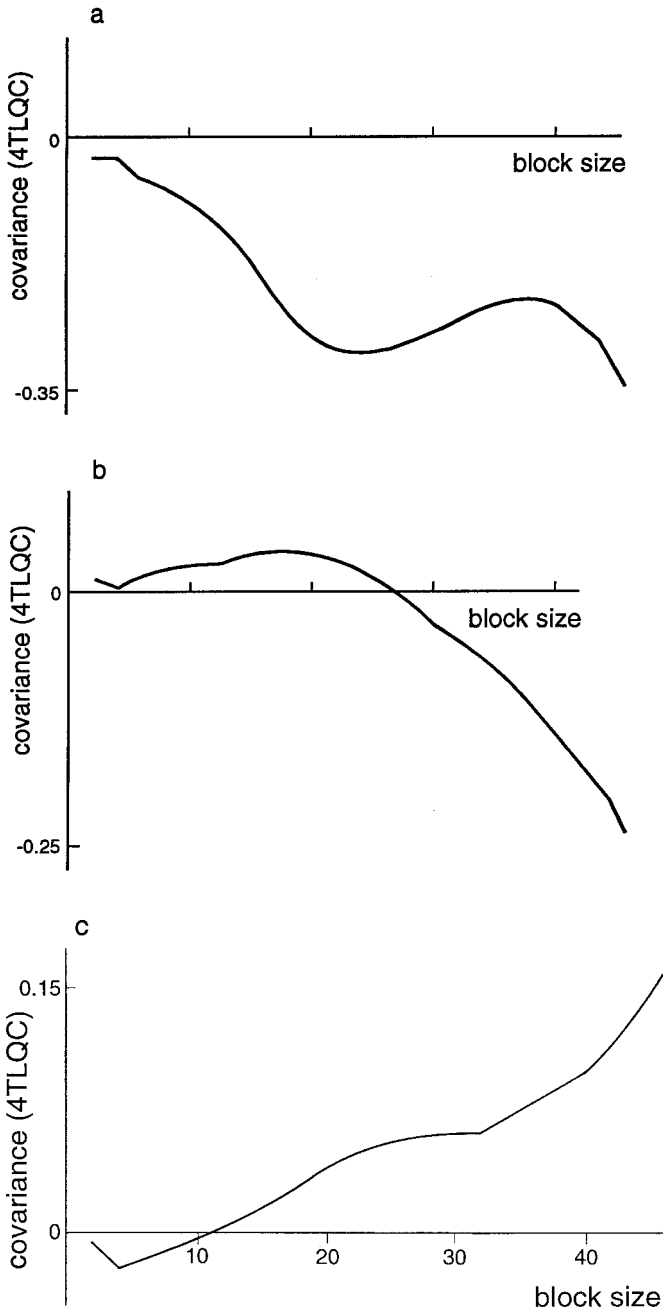 a
covariance (4TLQC)
0
block size
-0.35
b
covariance (4TLQC)
0
block size
-0.25
c
covariance (4TLQC)
0.15
0
10 20 30 40
block size